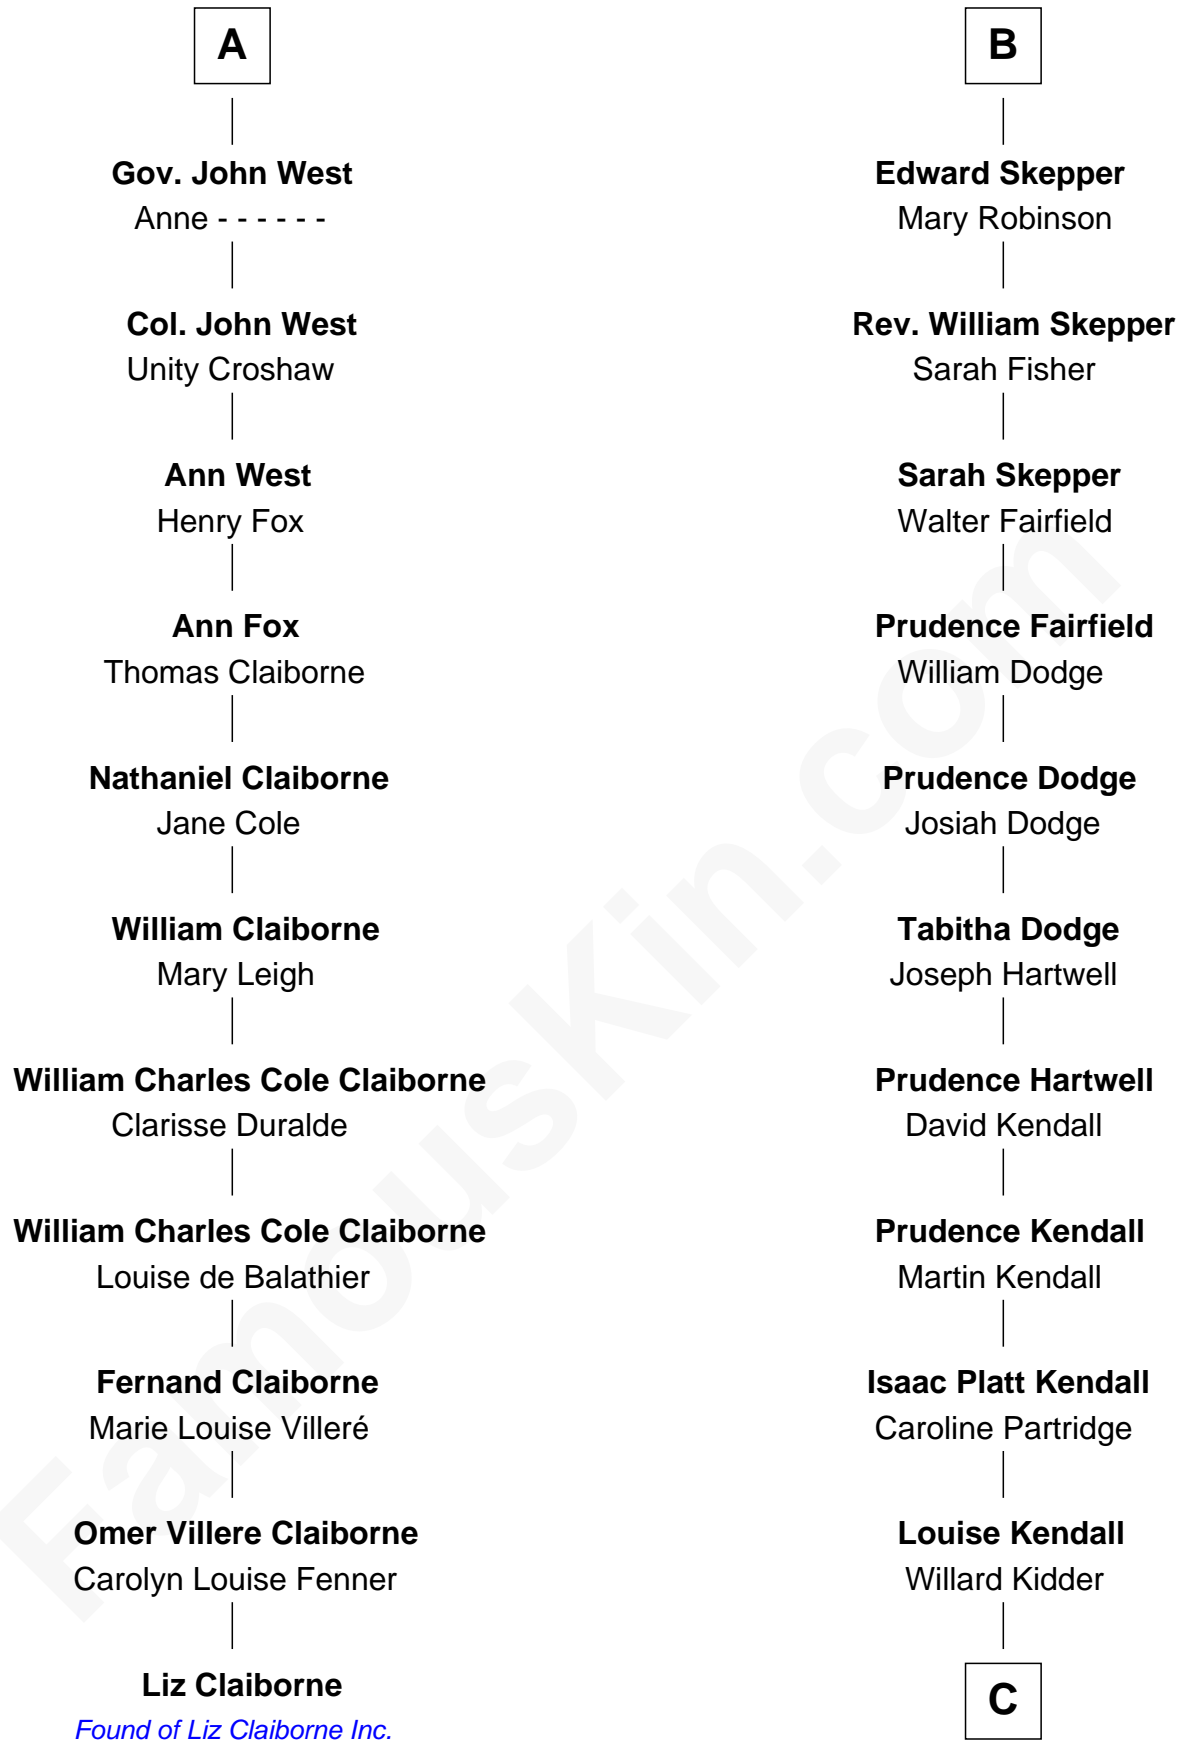 A
Gov. John West
Anne - - - - - -
Col. John West
Unity Croshaw
Ann West
Henry Fox
Ann Fox
Thomas Claiborne
Nathaniel Claiborne
Jane Cole
William Claiborne
Mary Leigh
William Charles Cole Claiborne
Clarisse Duralde
William Charles Cole Claiborne
Louise de Balathier
Fernand Claiborne
Marie Louise Villeré
Omer Villere Claiborne
Carolyn Louise Fenner
Liz Claiborne
Found of Liz Claiborne Inc.
B
Edward Skepper
Mary Robinson
Rev. William Skepper
Sarah Fisher
Sarah Skepper
Walter Fairfield
Prudence Fairfield
William Dodge
Prudence Dodge
Josiah Dodge
Tabitha Dodge
Joseph Hartwell
Prudence Hartwell
David Kendall
Prudence Kendall
Martin Kendall
Isaac Platt Kendall
Caroline Partridge
Louise Kendall
Willard Kidder
C
FamousKin.com